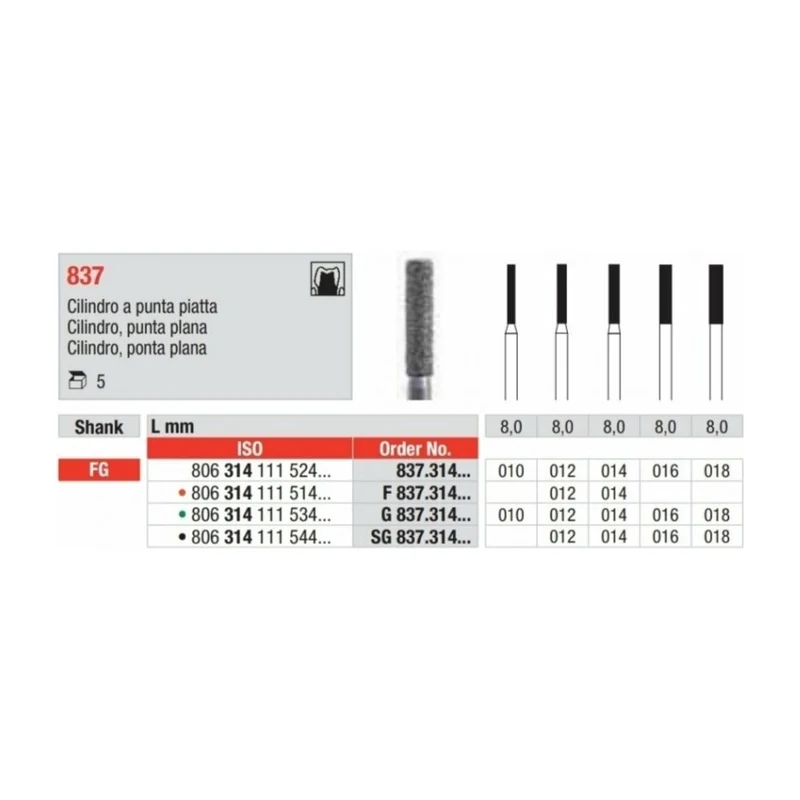 837
Cilindro a punta piatta
Cilindro, punta plana
Cilindro, ponta plana
5
Shank L mm 8,0 8,0 8,0 8,0 8,0
ISO Order No.
FG 806 314 111 524... 837.314... 010 012 014 016 018
• 806 314 111 514... F 837.314... 012 014
• 806 314 111 534... G 837.314... 010 012 014 016 018
• 806 314 111 544... SG 837.314... 012 014 016 018